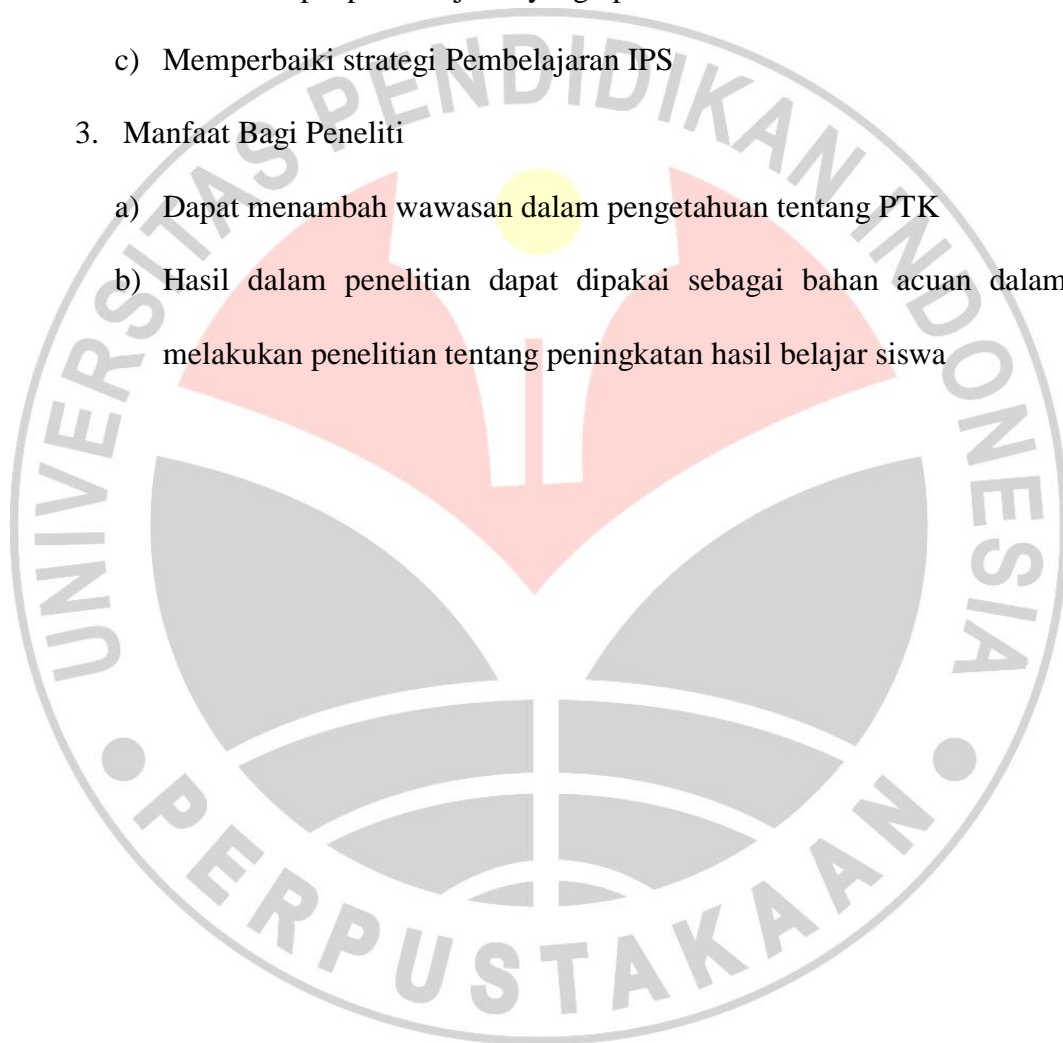 c) Memperbaiki strategi Pembelajaran IPS
3. Manfaat Bagi Peneliti
a) Dapat menambah wawasan dalam pengetahuan tentang PTK
b) Hasil dalam penelitian dapat dipakai sebagai bahan acuan dalam
melakukan penelitian tentang peningkatan hasil belajar siswa
UNIVERSITAS PENDIDIKAN INDONESIA
PERPUSTAKAAN